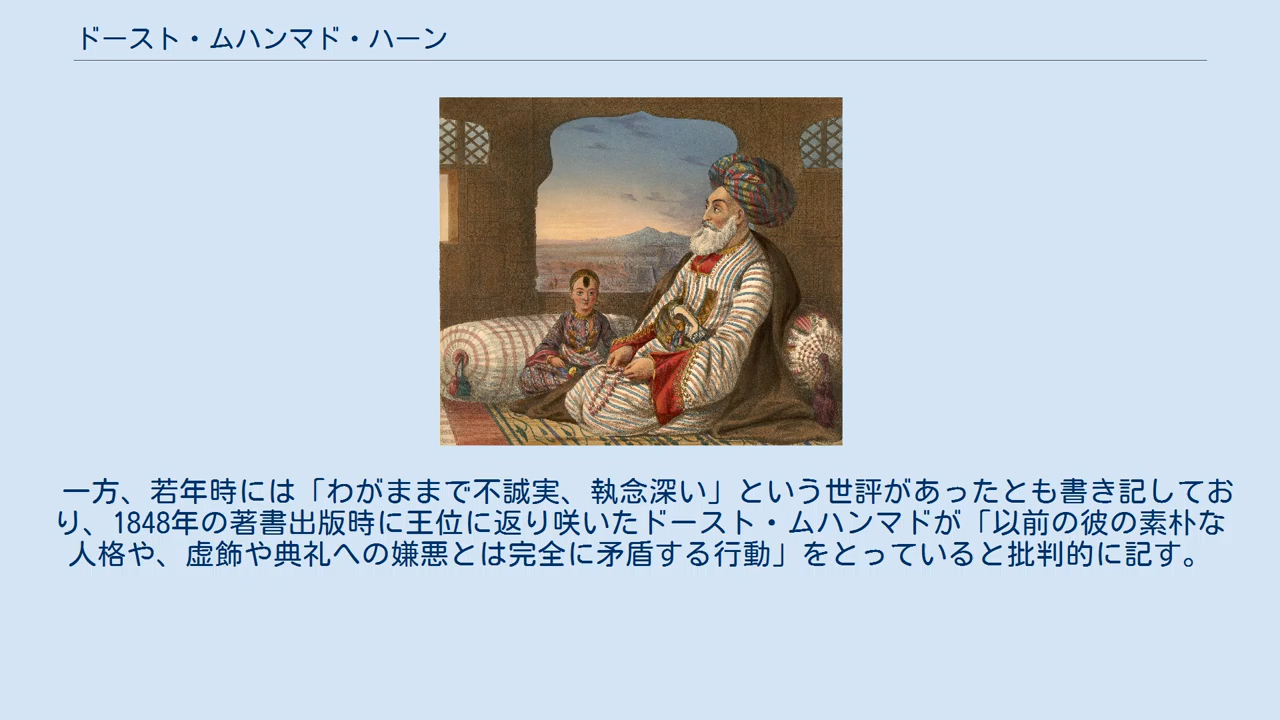 ドースト・ムハンマド・ハーン
一方、若年時には「わがままで不誠実、執念深い」という世評があったとも書き記してお
り、1848年の著書出版時に王位に返り咲いたドースト・ムハンマドが「以前の彼の素朴な
人格や、虚飾や典礼への嫌悪とは完全に矛盾する行動」をとっていると批判的に記す。